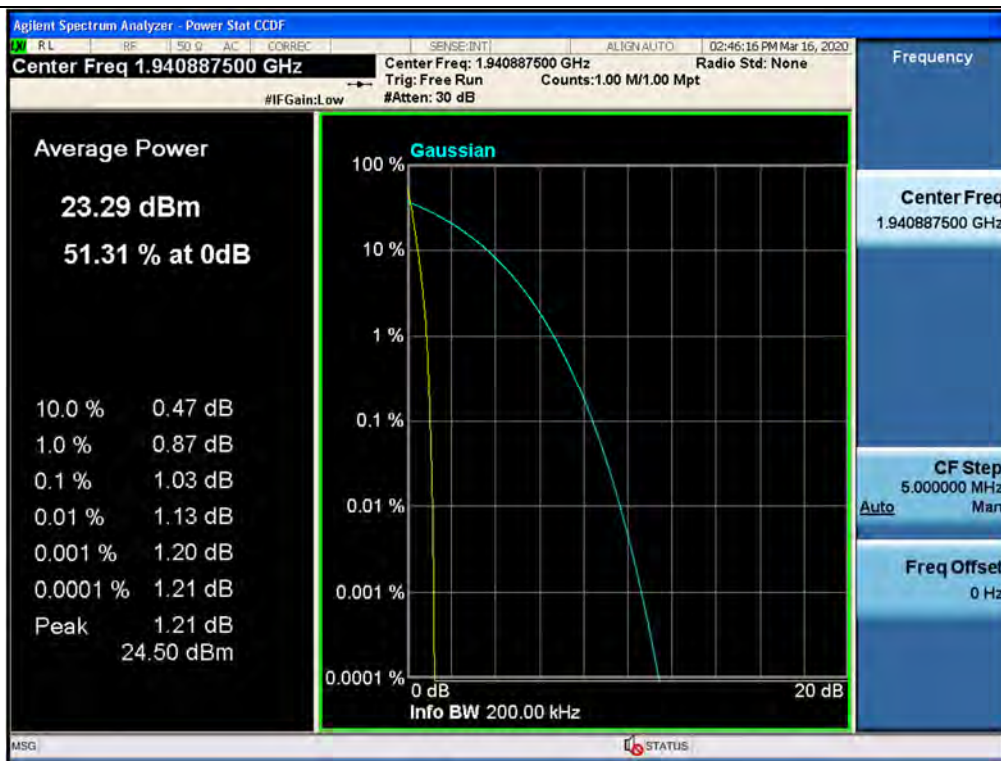 Agilent Spectrum Analyzer - Power Stat CCDF
LXI RL RF 50 Ω AC CORREC SENSE:INT ALIGN AUTO 02:46:16 PM Mar 16, 2020
Center Freq 1.940887500 GHz
Center Freq: 1.940887500 GHz Radio Std: None
Trig: Free Run Counts:1.00 M/1.00 Mpt
#IFGain:Low #Atten: 30 dB
Average Power
23.29 dBm
51.31 % at 0dB
10.0 % 0.47 dB
1.0 % 0.87 dB
0.1 % 1.03 dB
0.01 % 1.13 dB
0.001 % 1.20 dB
0.0001 % 1.21 dB
Peak 1.21 dB
24.50 dBm
Gaussian
100 %
10 %
1 %
0.1 %
0.01 %
0.001 %
0.0001 %
0 dB 20 dB
Info BW 200.00 kHz
Frequency
Center Freq
1.940887500 GHz
CF Step
5.000000 MHz
Auto Man
Freq Offset
0 Hz
MSG STATUS